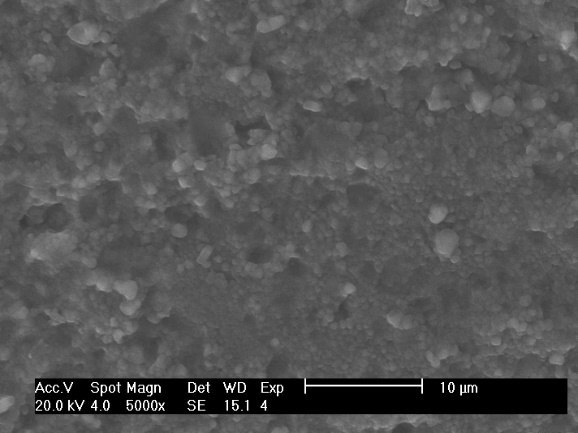 Acc.V Spot Magn Det WD Exp 10 µm
20.0 kV 4.0 5000x SE 15.1 4